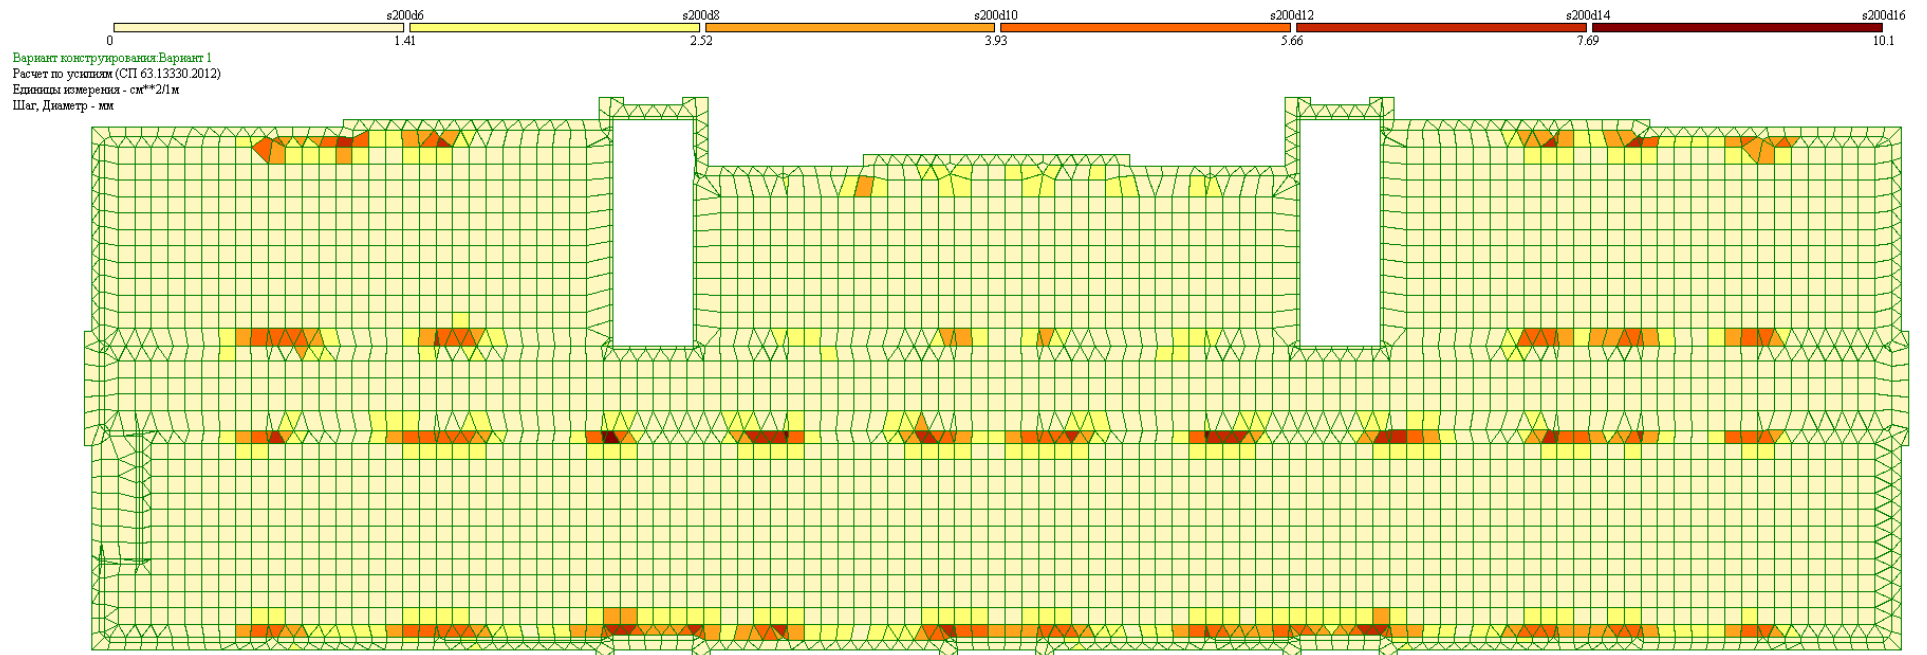 s200d6 s200d8 s200d10 s200d12 s200d14 s200d16
0 1.41 2.52 3.93 5.66 7.69 10.1
Вариант конструирования:Вариант 1
Расчет по усилиям (СП 63.13330.2012)
Единицы измерения - см**2/1м
Шаг, Диаметр - мм